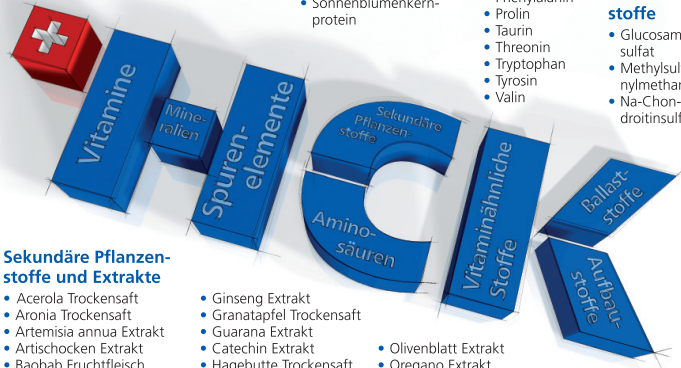 • Sonnenblumenkern-
protein
• Prolin
• Taurin
• Threonin
• Tryptophan
• Tyrosin
• Valin
stoffe
• Glucosam
sulfat
• Methylsul
nylmethan
• Na-Chon-
droitinsulf
Vitamine
Mine-
ralien
Spuren-
elemente
Sekundäre
Pflanzen-
stoffe
Amino-
säuren
Vitaminähnliche
Stoffe
Ballast-
stoffe
Aufbau-
stoffe
Sekundäre Pflanzen-
stoffe und Extrakte
• Acerola Trockensaft
• Aronia Trockensaft
• Artemisia annua Extrakt
• Artischocken Extrakt
• Baobab Fruchtfleisch
• Ginseng Extrakt
• Granatapfel Trockensaft
• Guarana Extrakt
• Catechin Extrakt
• Hagebutte Trockensaft
• Olivenblatt Extrakt
• Oregano Extrakt